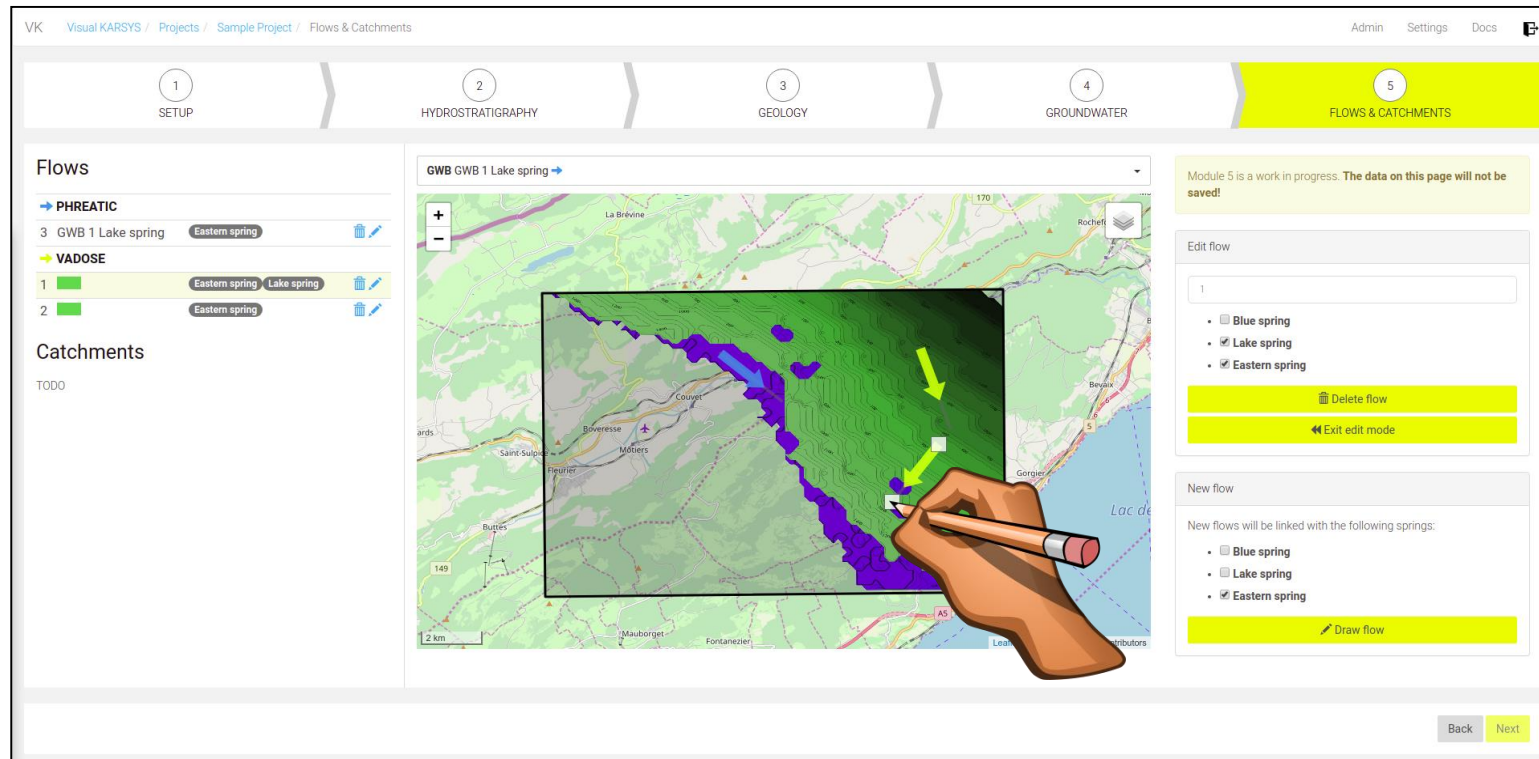 VK Visual KARSYS / Projects / Sample Project / Flows & Catchments
Admin Settings Docs
1
SETUP
2
HYDROSTRATIGRAPHY
3
GEOLOGY
4
GROUNDWATER
5
FLOWS & CATCHMENTS
Flows
PHREATIC
3 GWB 1 Lake spring Eastern spring
VADOSE
1 Eastern spring Lake spring
2 Eastern spring
Catchments
TODO
GWB GWB 1 Lake spring
+
−
La Brévine
170
Couvet
Boveresse
Môtiers
Saint-Sulpice
Fleurier
Buttes
149
Bevaix
5
Gorgier
Lac de
A5
Mauborget
Fontanezier
2 km
Module 5 is a work in progress. The data on this page will not be
saved!
Edit flow
1
Blue spring
Lake spring
Eastern spring
Delete flow
Exit edit mode
New flow
New flows will be linked with the following springs:
Blue spring
Lake spring
Eastern spring
Draw flow
Back Next